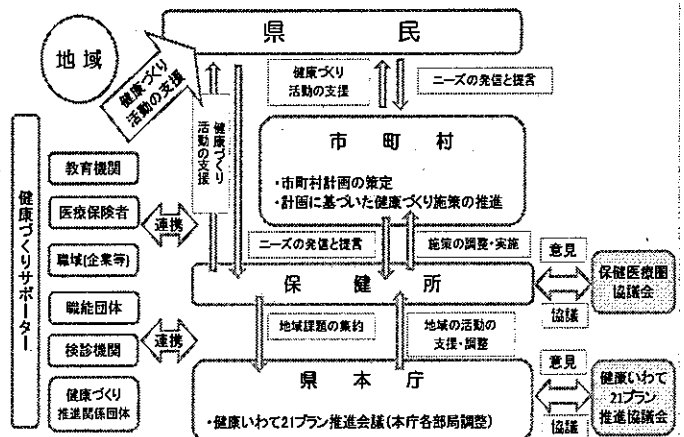 県 民
地 域
健康づくり
活動の支援
健康づくり
活動の支援
ニーズの発信と提言
健康づくり
活動の支援
市 町 村
・市町村計画の策定
・計画に基づいた健康づくり施策の推進
健康づくりサポーター
教育機関
医療保険者
職域(企業等)
職能団体
検診機関
健康づくり
推進関係団体
連携
連携
ニーズの発信と提言
施策の調整・実施
保 健 所
意見
協議
保健医療圏
協議会
地域課題の集約
地域の活動の
支援・調整
県 本 庁
・健康いわて21プラン推進会議(本庁各部局調整)
意見
協議
健康いわて
21プラン
推進協議会